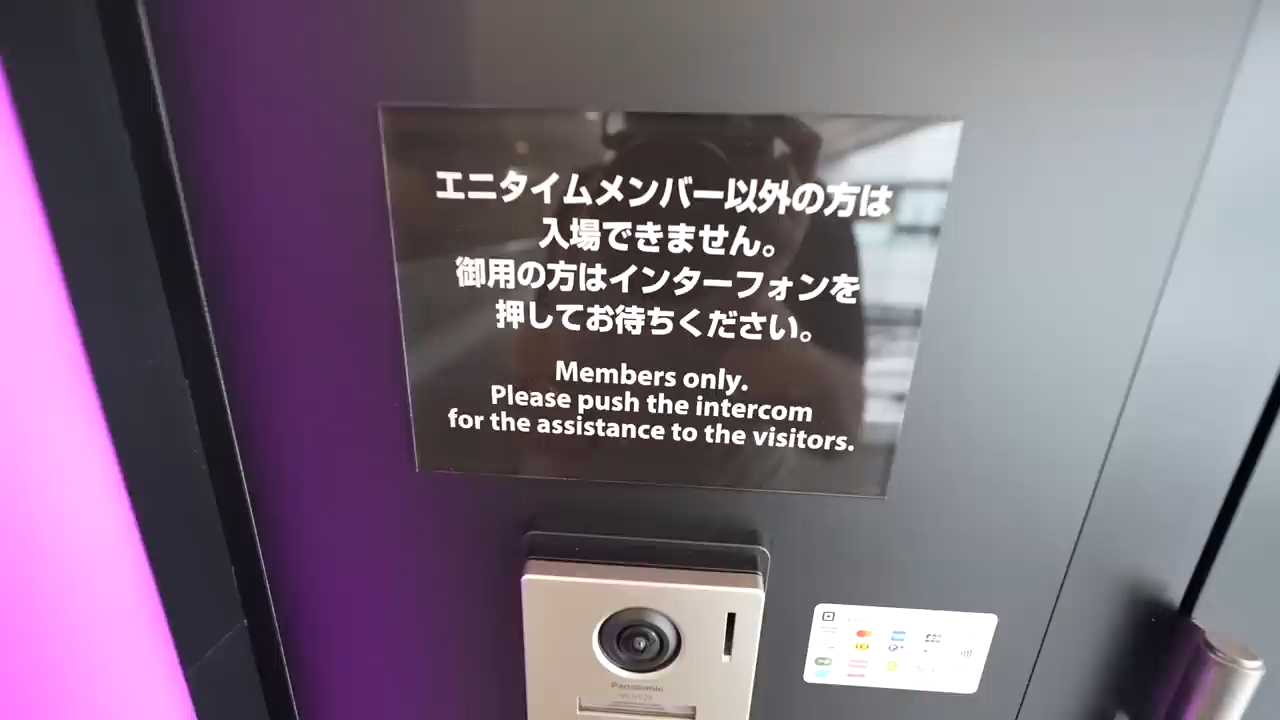 エニタイムメンバー以外の方は
入場できません。
御用の方はインターフォンを
押してお待ちください。
Members only.
Please push the intercom
for the assistance to the visitors.
Panasonic